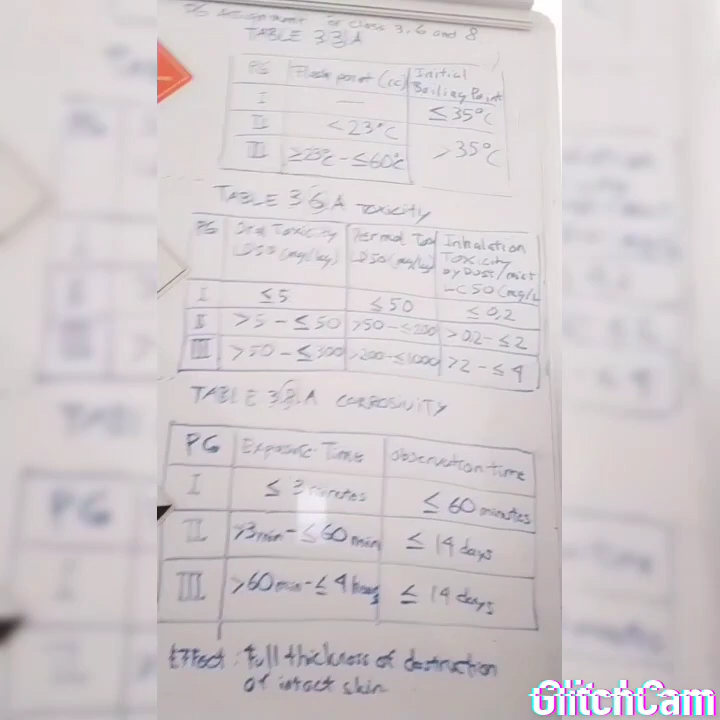 PG Assignment for Class 3, 6 and 8
TABLE 3.3.A
PG Flash point (cc) Initial Boiling Point
I — ≤35°C
II <23°C >35°C
III ≥23°C - ≤60°C
TABLE 3.6.A TOXICITY
PG Oral Toxicity LD50 (mg/kg) Dermal Tox LD50 (mg/kg) Inhalation Toxicity by Dust/mist LC50 (mg/L
I ≤5 ≤50 ≤0,2
II >5 - ≤50 >50 - ≤200 >0,2 - ≤2
III >50 - ≤300 >200 - ≤1000 >2 - ≤4
TABLE 3.8.A CORROSIVITY
PG Exposure Time Observation time
I ≤ 3 minutes ≤ 60 minutes
II >3 min - ≤60 min ≤ 14 days
III >60 min - ≤ 4 hours ≤ 14 days
Effect : full thickness of destruction
of intact skin
GlitchCam